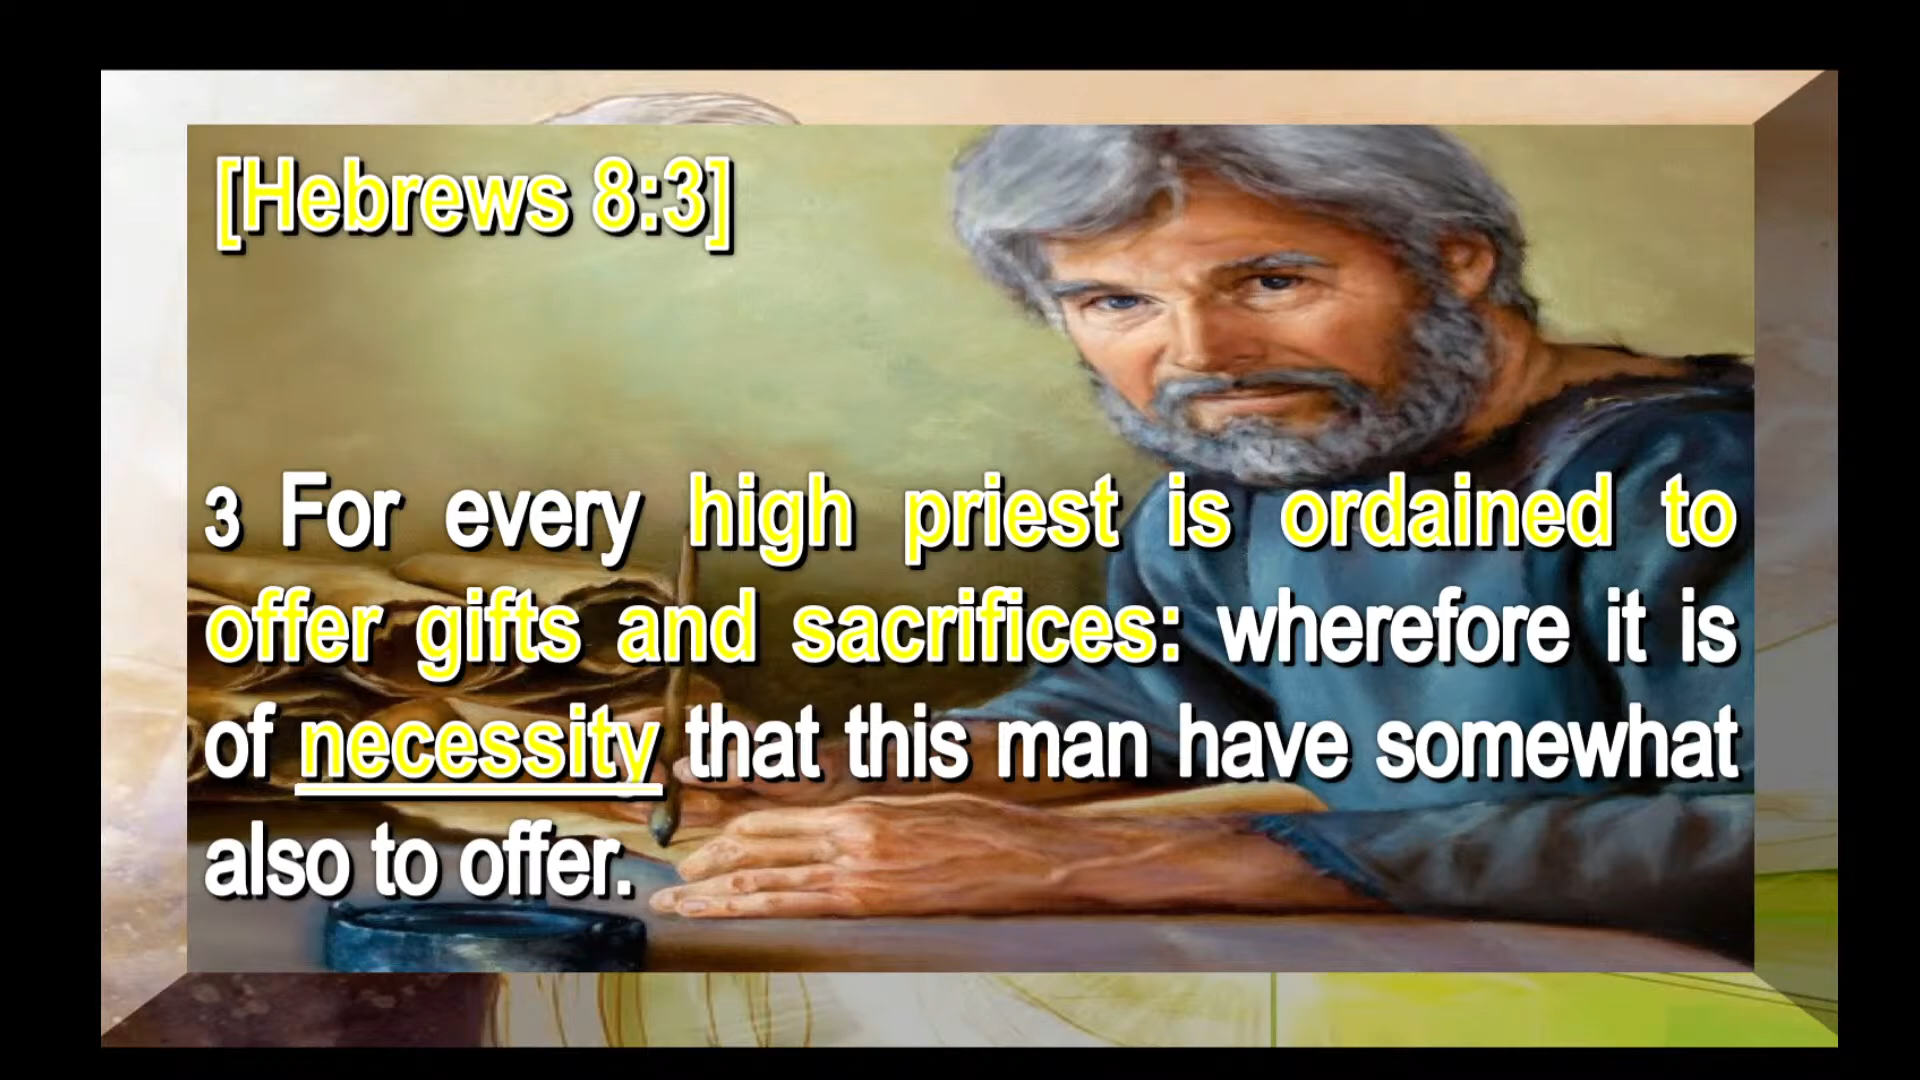 [Hebrews 8:3]
3 For every high priest is ordained to
offer gifts and sacrifices: wherefore it is
of necessity that this man have somewhat
also to offer.